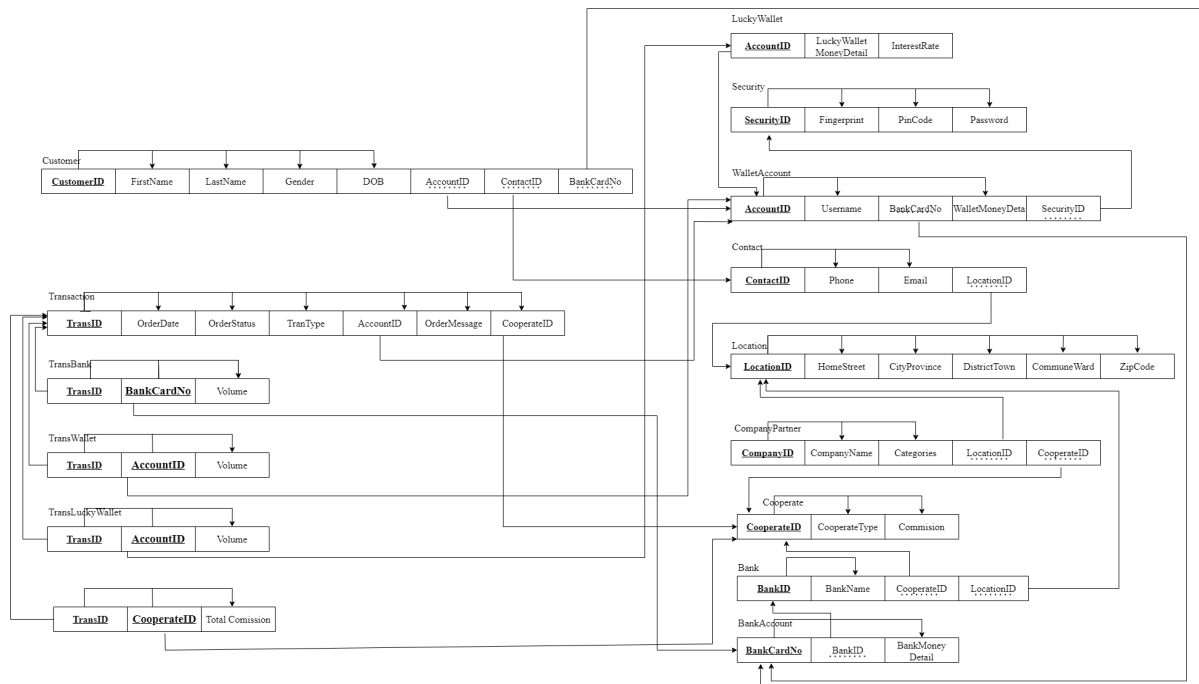 LuckyWallet
AccountID LuckyWallet MoneyDetail InterestRate
Security
SecurityID Fingerprint PinCode Password
Customer
CustomerID FirstName LastName Gender DOB AccountID ContactID BankCardNo
WalletAccount
AccountID Username BankCardNo WalletMoneyDeta SecurityID
Contact
ContactID Phone Email LocationID
Transaction
TransID OrderDate OrderStatus TranType AccountID OrderMessage CooperateID
Location
LocationID HomeStreet CityProvince DistrictTown CommuneWard ZipCode
TransBank
TransID BankCardNo Volume
TransWallet
TransID AccountID Volume
CompanyPartner
CompanyID CompanyName Categories LocationID CooperateID
TransLuckyWallet
TransID AccountID Volume
Cooperate
CooperateID CooperateType Commision
Bank
BankID BankName CooperateID LocationID
TransID CooperateID Total Comission
BankAccount
BankCardNo BankID BankMoney Detail